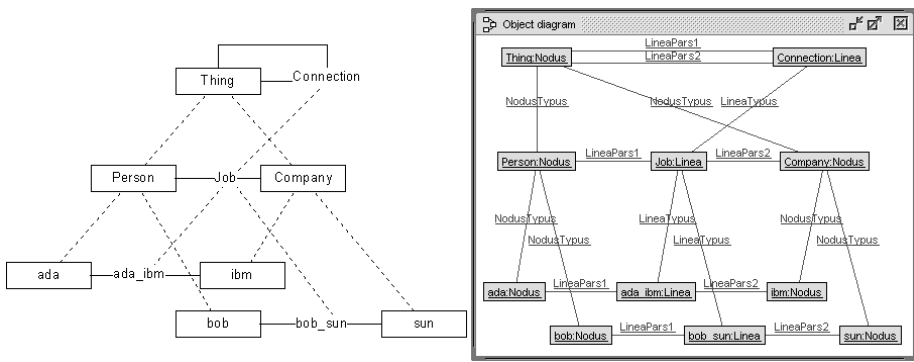 Thing
Connection
Person
Job
Company
ada
ada_ibm
ibm
bob
bob_sun
sun
Object diagram
LineaPars1
Thing:Nodus
LineaPars2
Connection:Linea
NodusTypus
NodusTypus
LineaTypus
Person:Nodus
LineaPars1
Job:Linea
LineaPars2
Company:Nodus
NodusTypus
LineaTypus
NodusTypus
NodusTypus
LineaTypus
NodusTypus
ada:Nodus
LineaPars1
ada_ibm:Linea
LineaPars2
ibm:Nodus
bob:Nodus
LineaPars1
bob_sun:Linea
LineaPars2
sun:Nodus